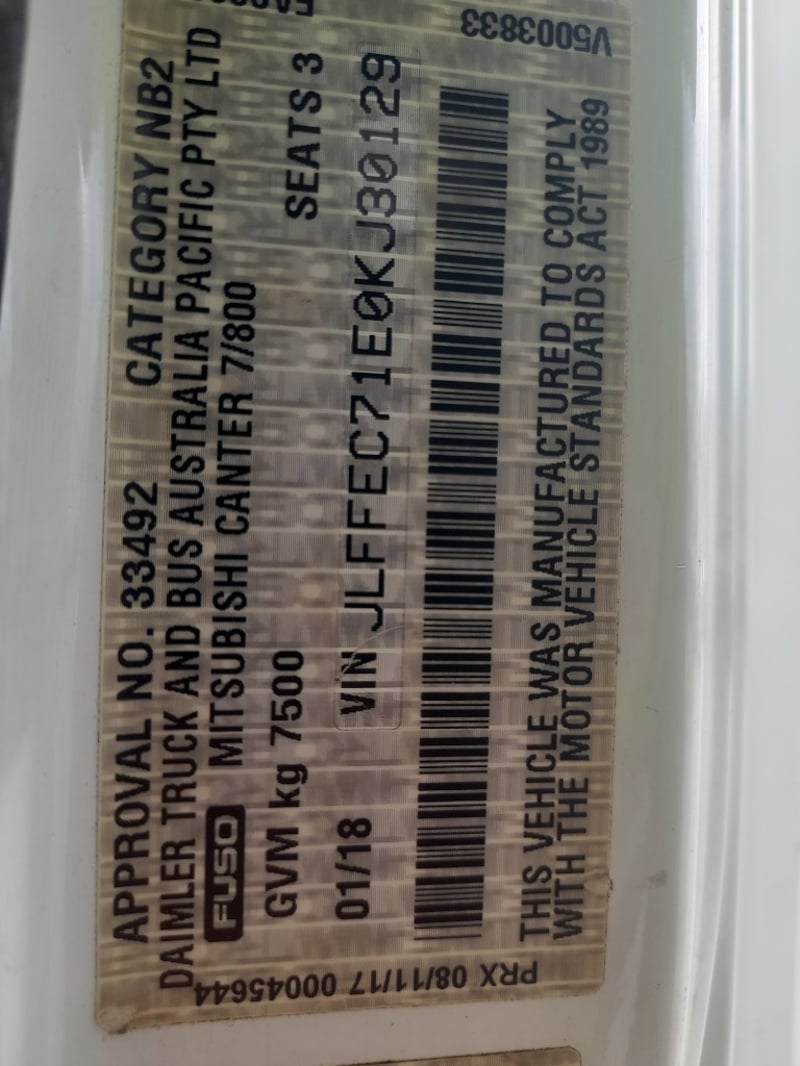 APPROVAL NO. 33492 CATEGORY NB2
DAIMLER TRUCK AND BUS AUSTRALIA PACIFIC PTY LTD
FUSO MITSUBISHI CANTER 7/800
GVM kg 7500 SEATS 3
01/18 VIN JLFFEC71E0KJ30129
THIS VEHICLE WAS MANUFACTURED TO COMPLY
WITH THE MOTOR VEHICLE STANDARDS ACT 1989
PRX 08/11/17 00045644
V5003833